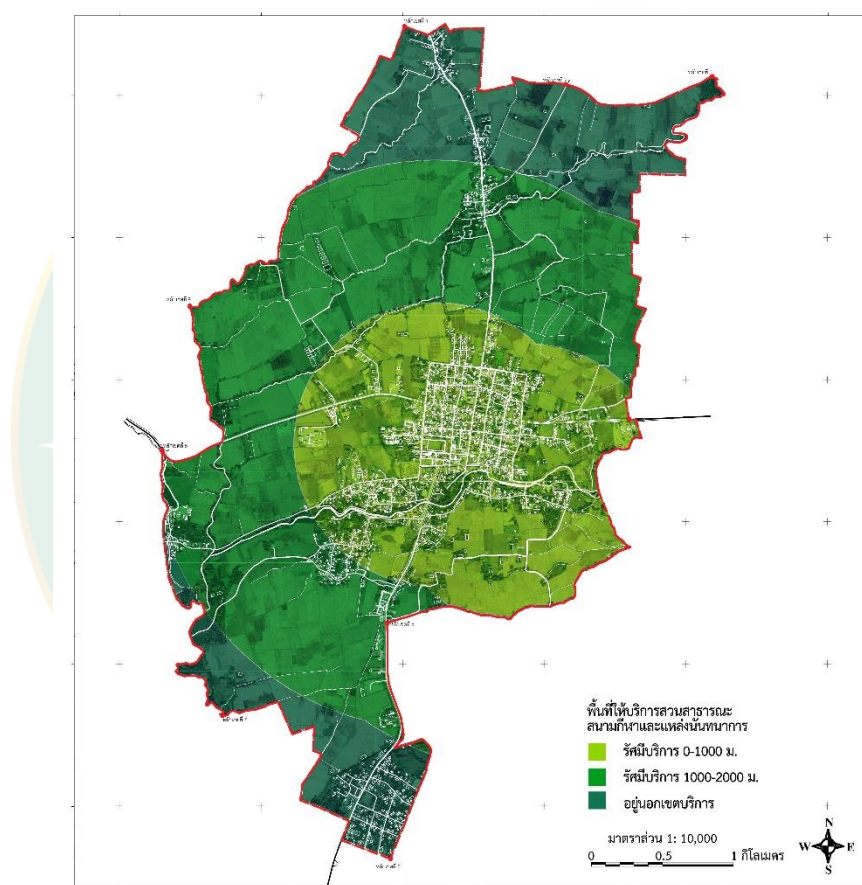 พื้นที่ให้บริการสวนสาธารณะ
สนามกีฬาและแหล่งนันทนาการ
รัศมีบริการ 0-1000 ม.
รัศมีบริการ 1000-2000 ม.
อยู่นอกเขตบริการ
มาตราส่วน 1: 10,000
0 0.5 1 กิโลเมตร
N
W E
S